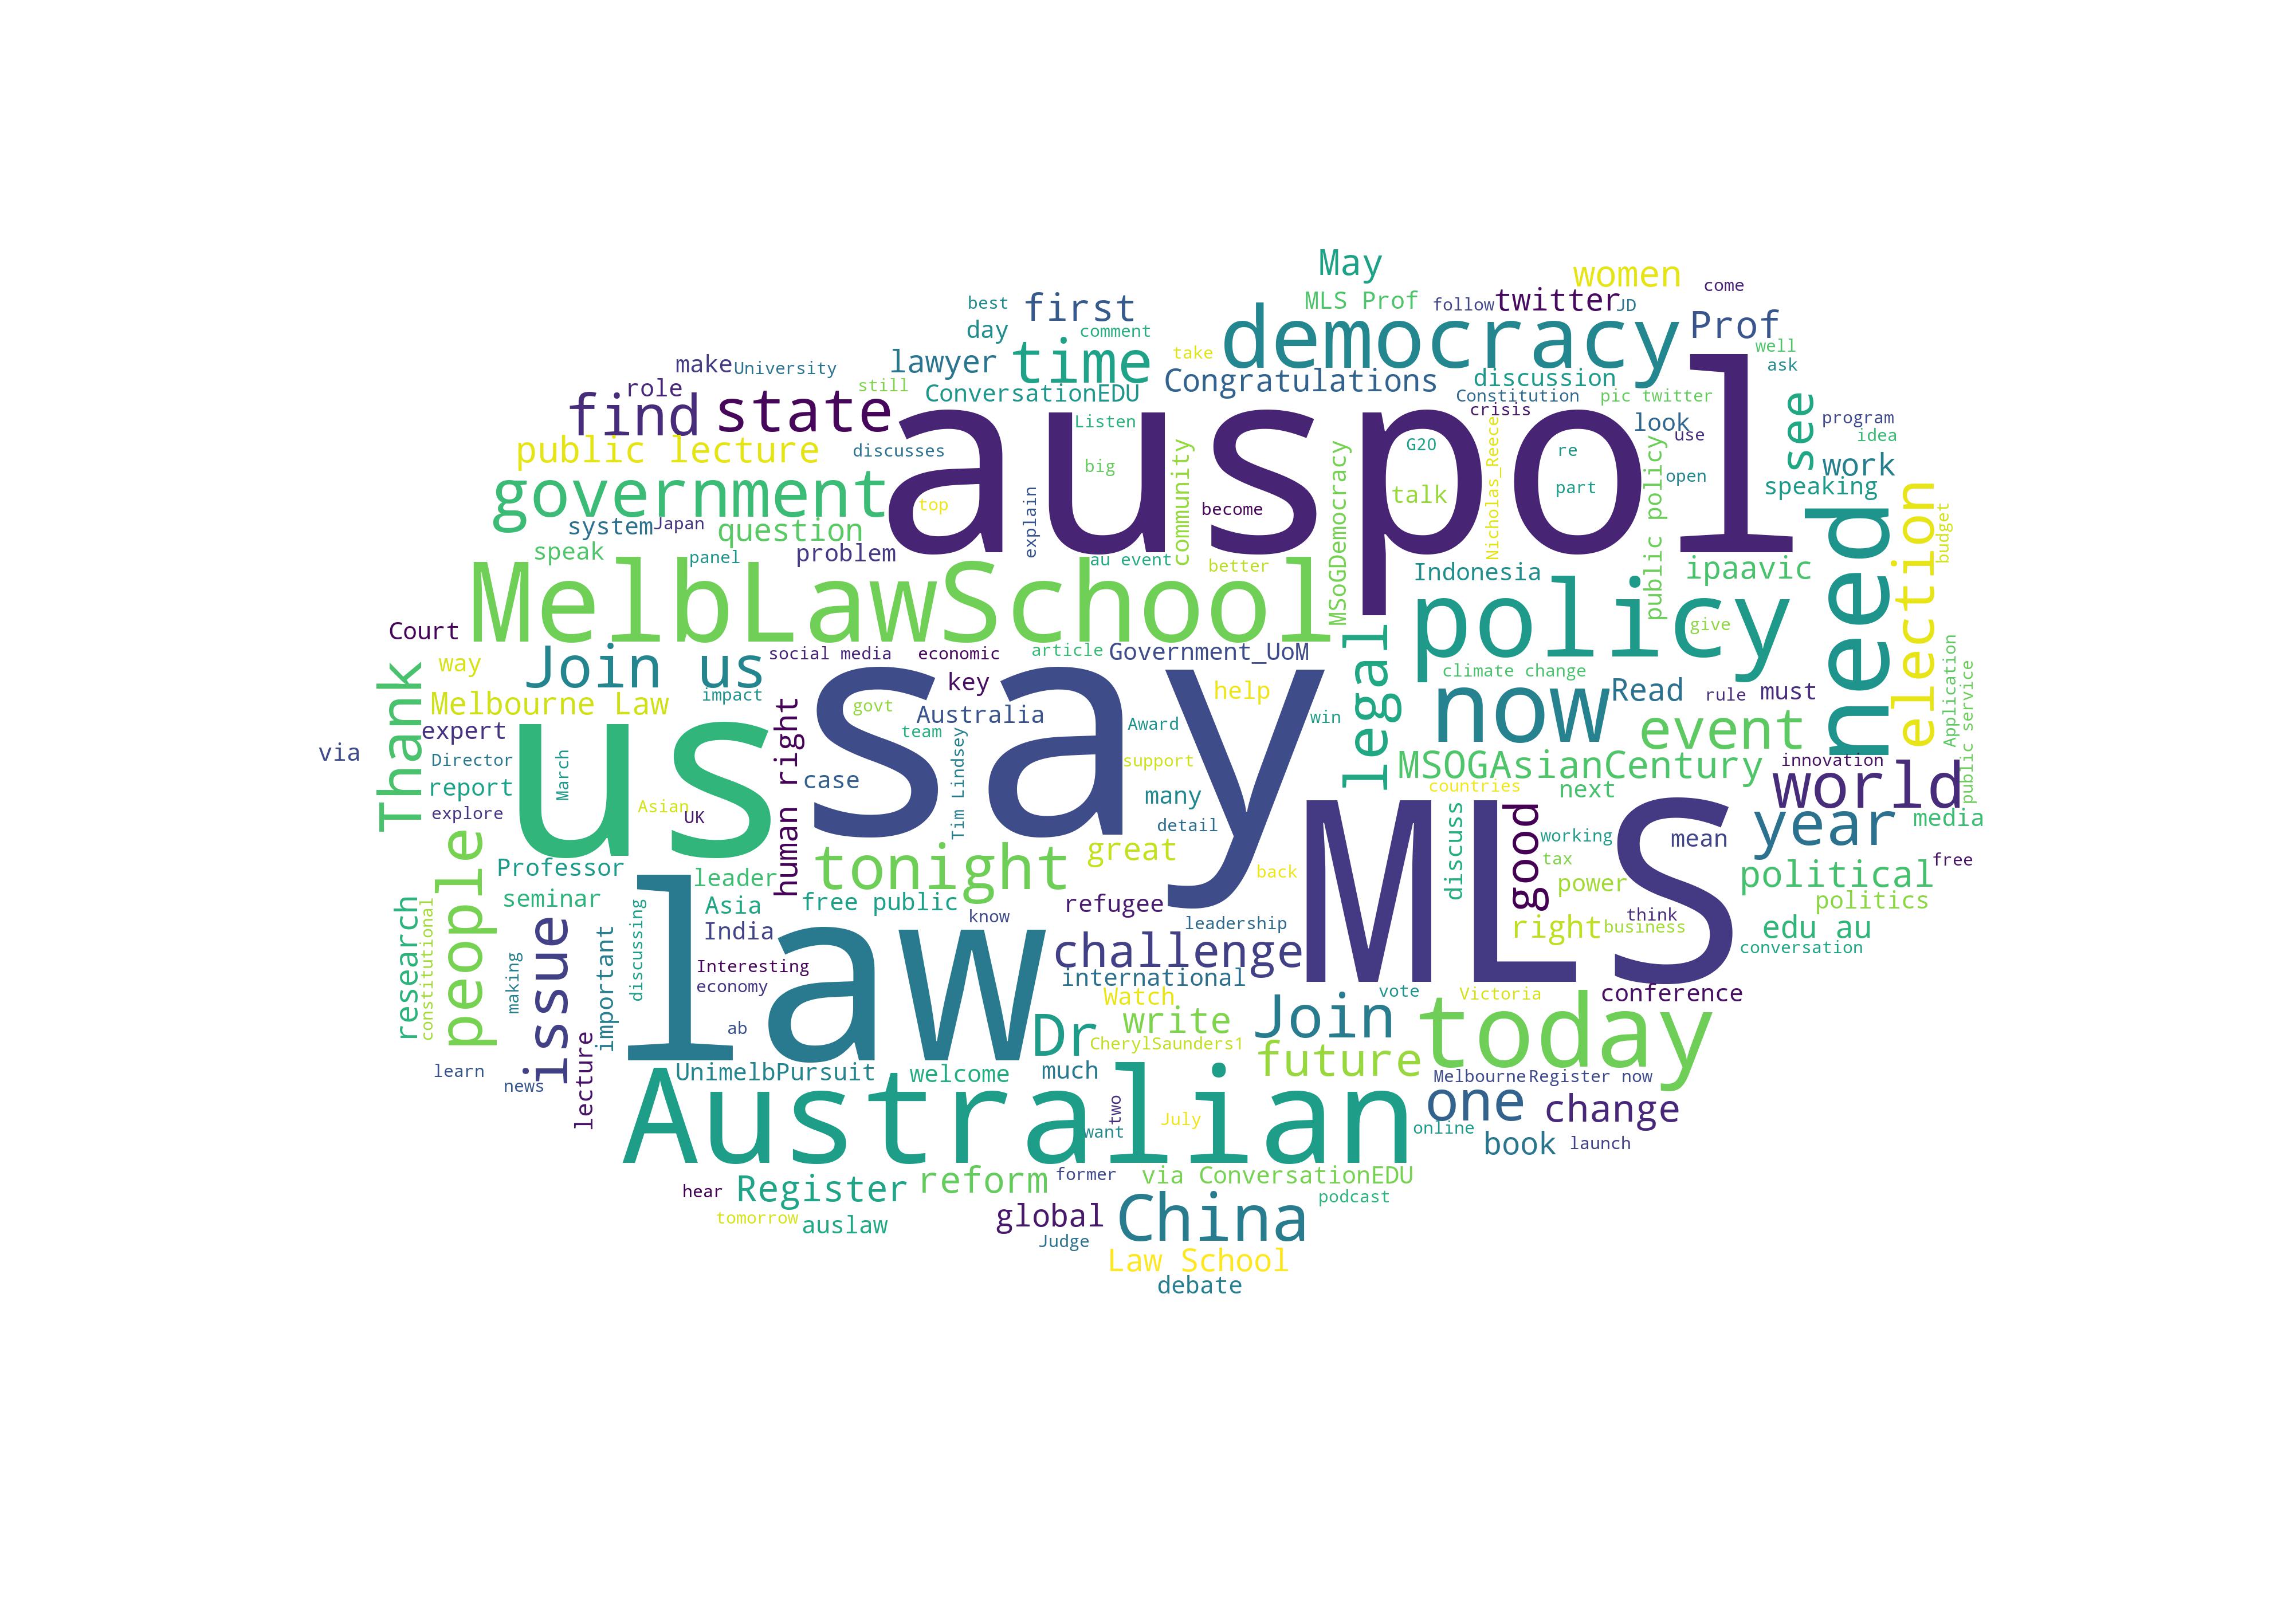 May
women
come
best
first
MLS Prof
follow
twitter
JD
day
comment
democracy
Prof
make
University
lawyer
time
take
well
ask
role
still
ConversationEDU
Congratulations
discussion
find
state
Constitution
pic twitter
see
program
crisis
auspol
Listen
look
use
idea
public lecture
discusses
big
community
MSoGDemocracy
G20
Nicholas_Reece
re
public policy
open
work
government
top
explain
become
talk
part
speaking
election
budget
system
Japan
question
speak
panel
problem
au event
better
Indonesia
ipaavic
need
MelbLawSchool
policy
Court
legal
give
way
Join us
social media
economic
article
Government_UoM
climate change
Application
public service
Thank
Melbourne Law
impact
key
help
now
Read
rule
must
say
govt
Australia
Award
win
event
expert
us
human right
team
Tim Lindsey
via
Director
March
case
support
MSOGAsianCentury
innovation
report
many
countries
next
world
explore
Asian
UK
detail
MLS
discuss
good
working
mean
year
media
people
Professor
leader
tonight
great
back
tax
free
seminar
Asia
free public
refugee
power
political
research
constitutional
issue
important
discussing
law
India
know
leadership
think
politics
challenge
right
business
edu au
making
Interesting
international
conversation
economy
Watch
vote
Victoria
conference
ab
Dr
write
Join
today
lecture
CherylSaunders1
future
learn
news
UnimelbPursuit
welcome
much
Melbourne
Register now
Australian
two
July
one
change
want
online
book
launch
hear
Register
reform
former
via ConversationEDU
podcast
tomorrow
auslaw
global
China
Judge
Law School
debate